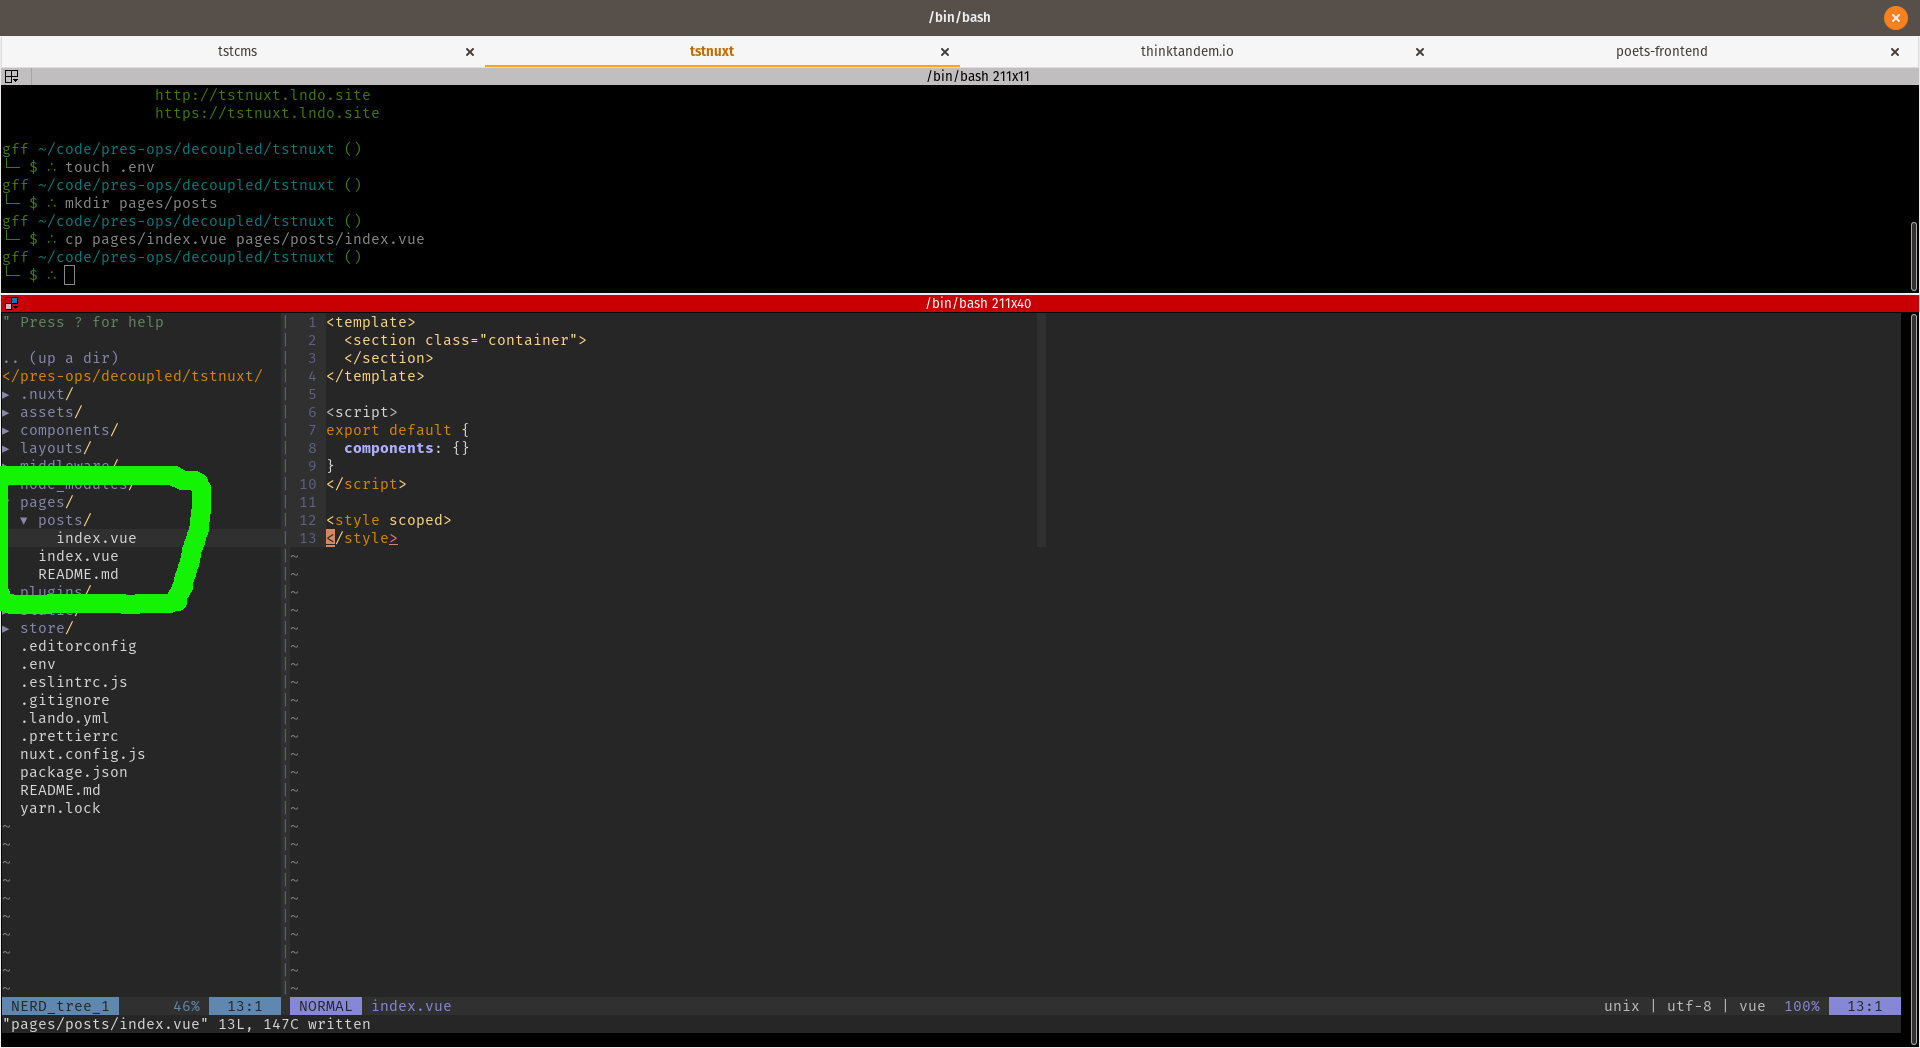 /bin/bash
tstcms × tstnuxt × thinktandem.io × poets-frontend ×
/bin/bash 211x11
http://tstnuxt.lndo.site
https://tstnuxt.lndo.site
gff ~/code/pres-ops/decoupled/tstnuxt ()
└─ $ ∴ touch .env
gff ~/code/pres-ops/decoupled/tstnuxt ()
└─ $ ∴ mkdir pages/posts
gff ~/code/pres-ops/decoupled/tstnuxt ()
└─ $ ∴ cp pages/index.vue pages/posts/index.vue
gff ~/code/pres-ops/decoupled/tstnuxt ()
└─ $ ∴
/bin/bash 211x40
" Press ? for help
.. (up a dir)
</pres-ops/decoupled/tstnuxt/
▸ .nuxt/
▸ assets/
▸ components/
▸ layouts/
middleware/
node_modules/
pages/
▾ posts/
index.vue
index.vue
README.md
plugins/
static/
▸ store/
.editorconfig
.env
.eslintrc.js
.gitignore
.lando.yml
.prettierrc
nuxt.config.js
package.json
README.md
yarn.lock
1 <template>
2 <section class="container">
3 </section>
4 </template>
5
6 <script>
7 export default {
8 components: {}
9 }
10 </script>
11
12 <style scoped>
13 </style>
NERD_tree_1 46% 13:1 NORMAL index.vue unix | utf-8 | vue 100% 13:1
"pages/posts/index.vue" 13L, 147C written